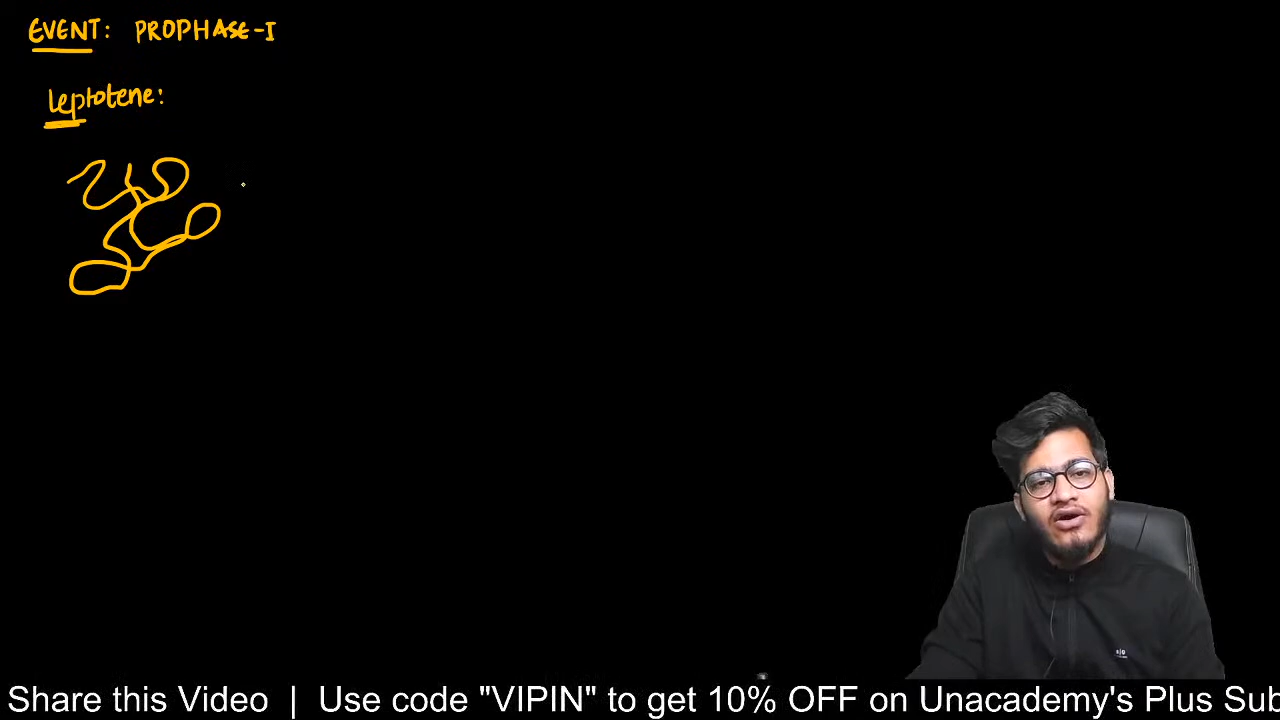 EVENT: PROPHASE-I
Leptotene:
Share this Video | Use code "VIPIN" to get 10% OFF on Unacademy's Plus Sub